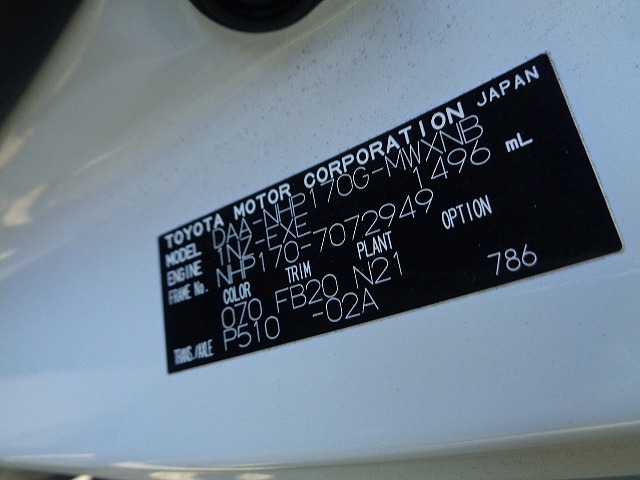 TOYOTA MOTOR CORPORATION JAPAN
MODEL DAA-NHP170G-MWXNB
ENGINE 1NZ-FXE 1496 mL
FRAME No. NHP170-7072949
COLOR TRIM PLANT OPTION
070 FB20 N21
TRANS./AXLE P510 -02A 786